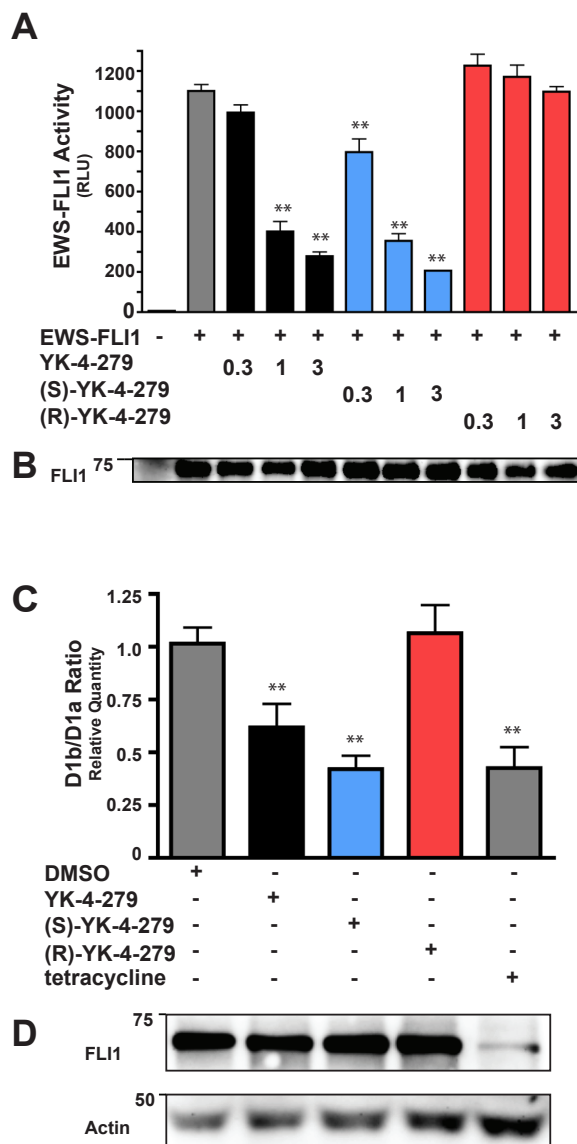 A
EWS-FLI1 Activity
(RLU)
1200
1000
800
600
400
200
0
** ** ** ** **
EWS-FLI1 - + + + + + + + + + +
YK-4-279 0.3 1 3
(S)-YK-4-279 0.3 1 3
(R)-YK-4-279 0.3 1 3
B FLI1 75
C
D1b/D1a Ratio
Relative Quantity
1.25
1.0
0.75
0.5
0.25
0
** ** **
DMSO + - - - -
YK-4-279 - + - - -
(S)-YK-4-279 - - + - -
(R)-YK-4-279 - - - + -
tetracycline - - - - +
D
75
FLI1
50
Actin